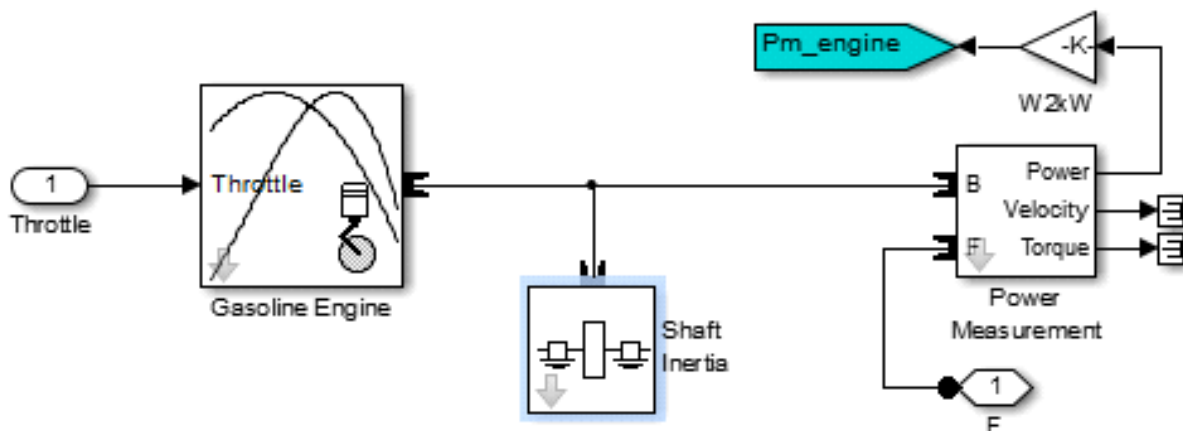 Pm_engine
-K-
W2kW
1
Throttle
Throttle
Gasoline Engine
Shaft
Inertia
B
F
Power
Velocity
Torque
Power
Measurement
1